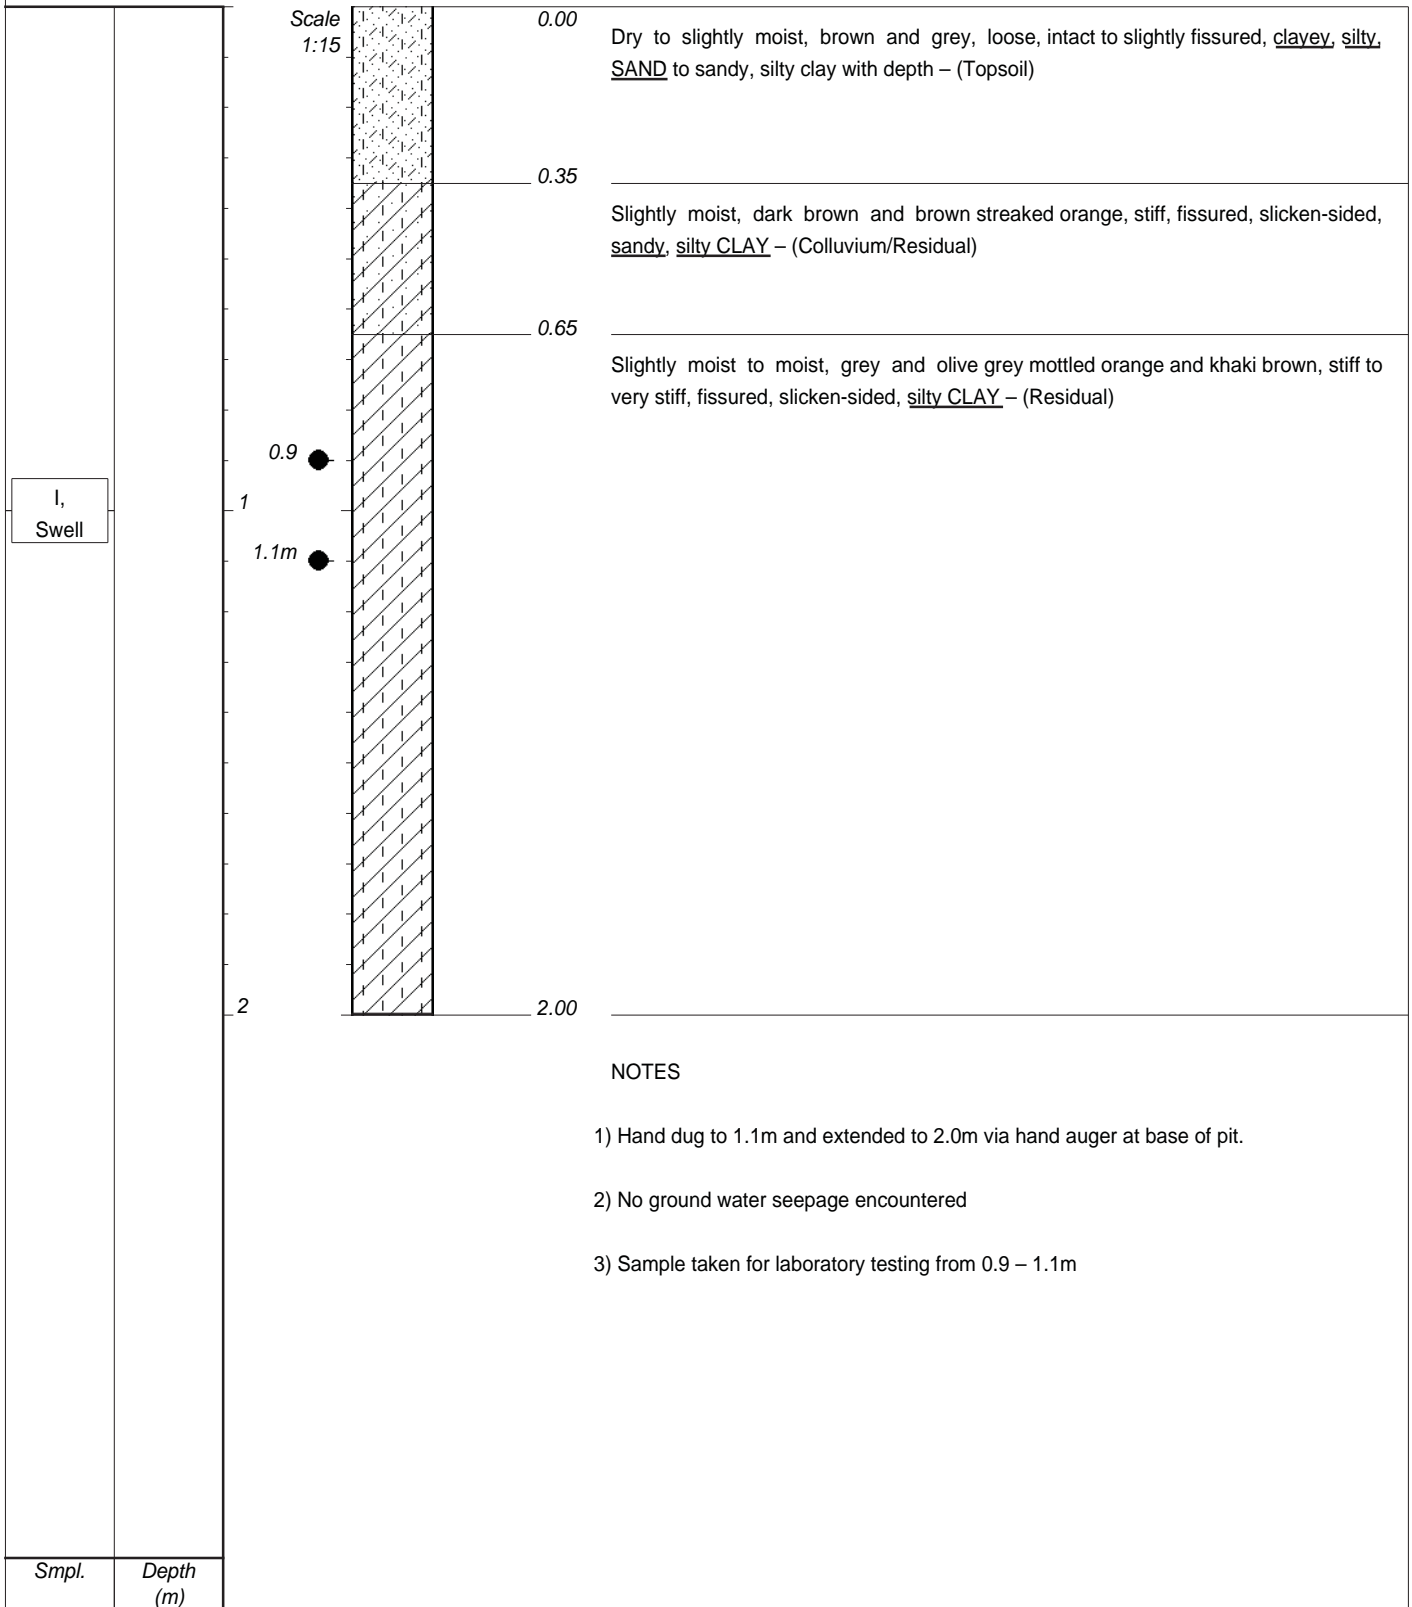 Scale
1:15
0.00
Dry to slightly moist, brown and grey, loose, intact to slightly fissured, clayey, silty,
SAND to sandy, silty clay with depth – (Topsoil)
0.35
Slightly moist, dark brown and brown streaked orange, stiff, fissured, slicken-sided,
sandy, silty CLAY – (Colluvium/Residual)
0.65
Slightly moist to moist, grey and olive grey mottled orange and khaki brown, stiff to
very stiff, fissured, slicken-sided, silty CLAY – (Residual)
0.9
I,
Swell
1
1.1m
2
2.00
NOTES
1) Hand dug to 1.1m and extended to 2.0m via hand auger at base of pit.
2) No ground water seepage encountered
3) Sample taken for laboratory testing from 0.9 – 1.1m
Smpl.
Depth
(m)